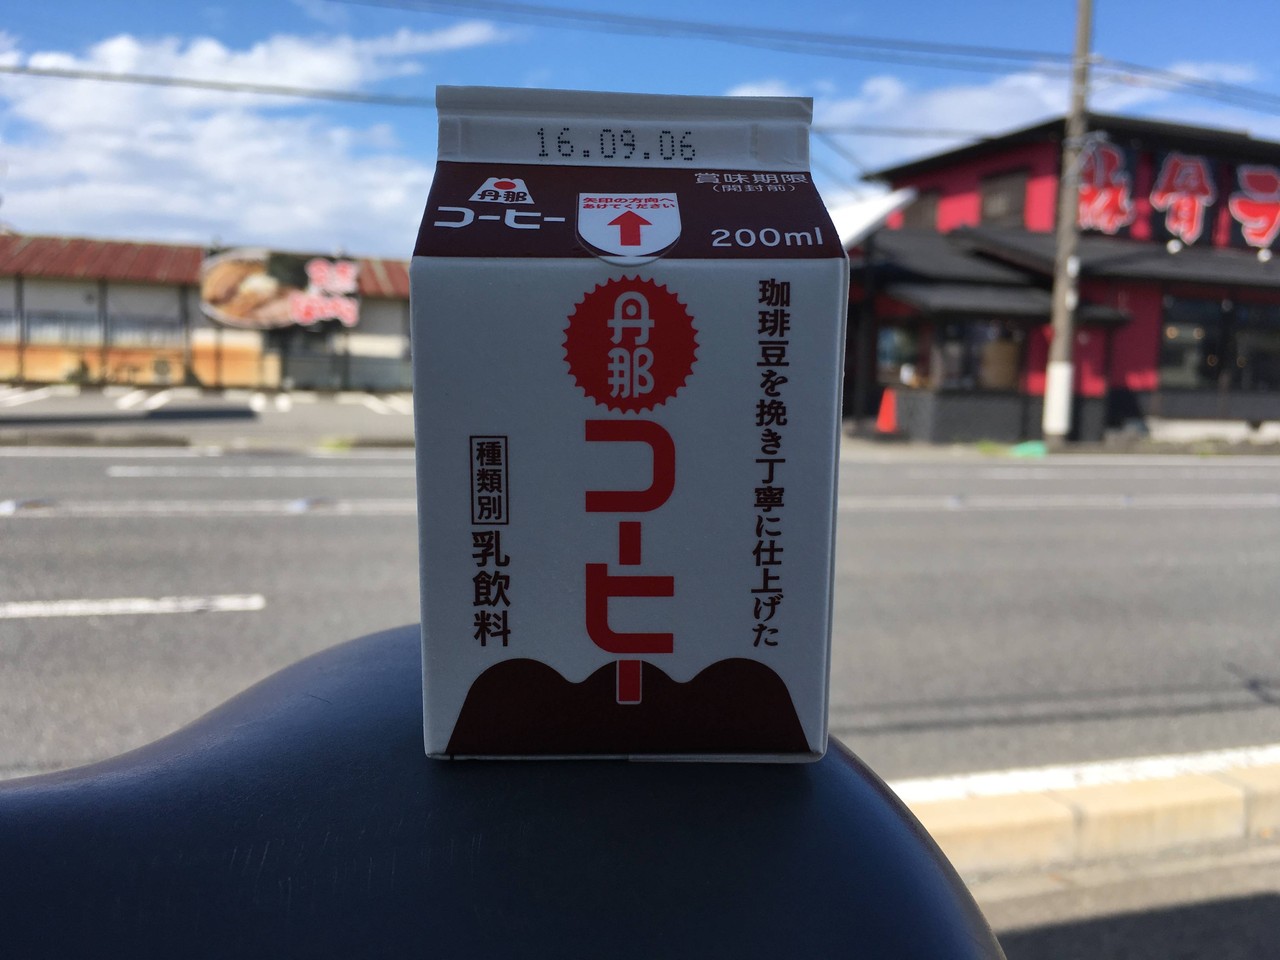 16.09.06
賞味期限
(開封前)
丹那
コーヒー
矢印の方向へ
あけてください
200ml
珈琲豆を挽き丁寧に仕上げた
丹那
コーヒー
種類別 乳飲料
骨ラ